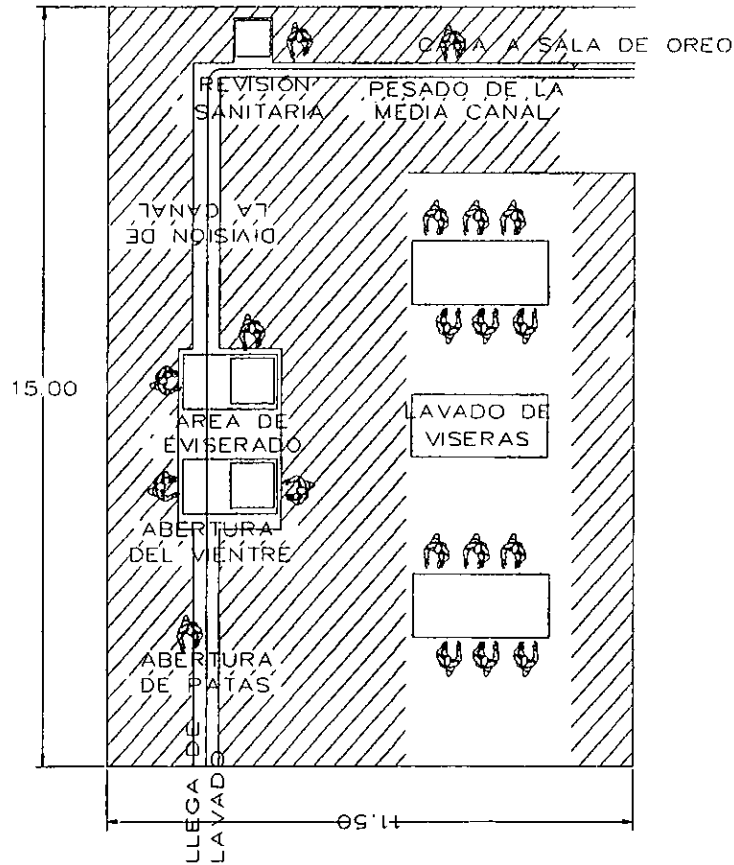 A SALA DE OREO
REVISION
SANITARIA
PESADO DE LA
MEDIA CANAL
DIVISION DE
LA CANAL
15.00
AREA DE
EVISERADO
LAVADO DE
VISERAS
ABERTURA
DEL VIENTRE
ABERTURA
DE PATAS
LLEGA DE
LAVADO
11.50